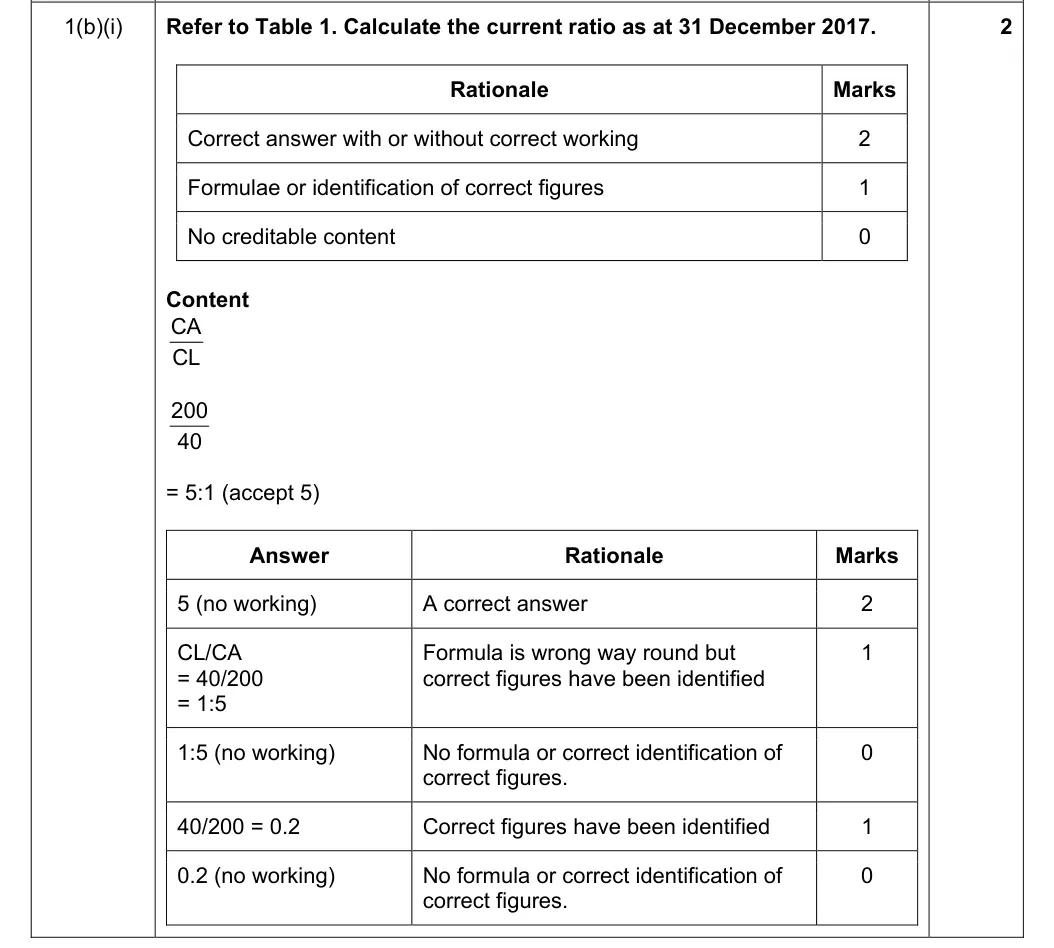 1(b)(i) Refer to Table 1. Calculate the current ratio as at 31 December 2017. 2
Rationale Marks
Correct answer with or without correct working 2
Formulae or identification of correct figures 1
No creditable content 0
Content
CA
CL
200
40
= 5:1 (accept 5)
Answer Rationale Marks
5 (no working) A correct answer 2
CL/CA Formula is wrong way round but 1
= 40/200 correct figures have been identified
= 1:5
1:5 (no working) No formula or correct identification of 0
correct figures.
40/200 = 0.2 Correct figures have been identified 1
0.2 (no working) No formula or correct identification of 0
correct figures.